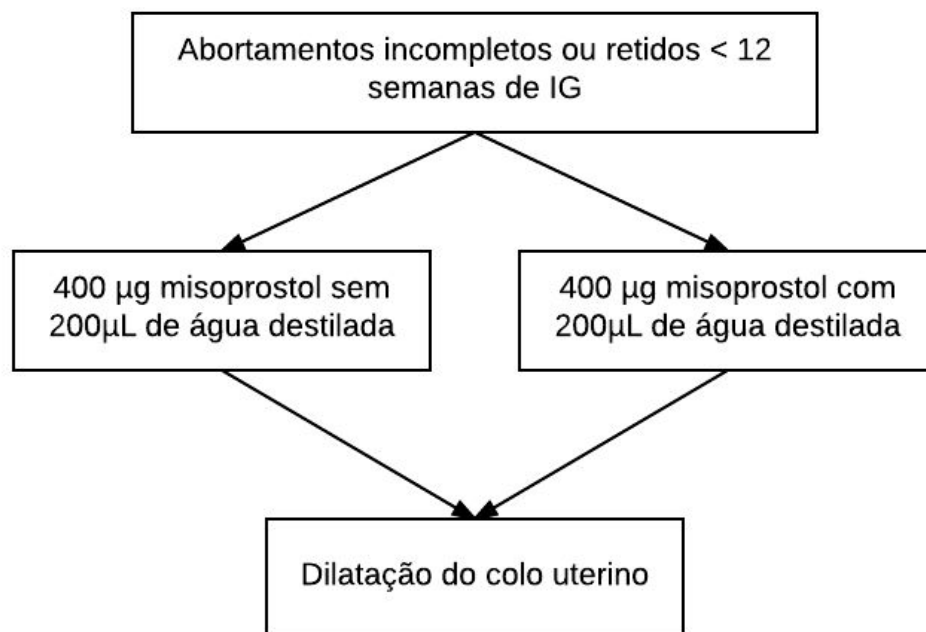 Abortamentos incompletos ou retidos < 12
semanas de IG
400 µg misoprostol sem
200µL de água destilada
400 µg misoprostol com
200µL de água destilada
Dilatação do colo uterino